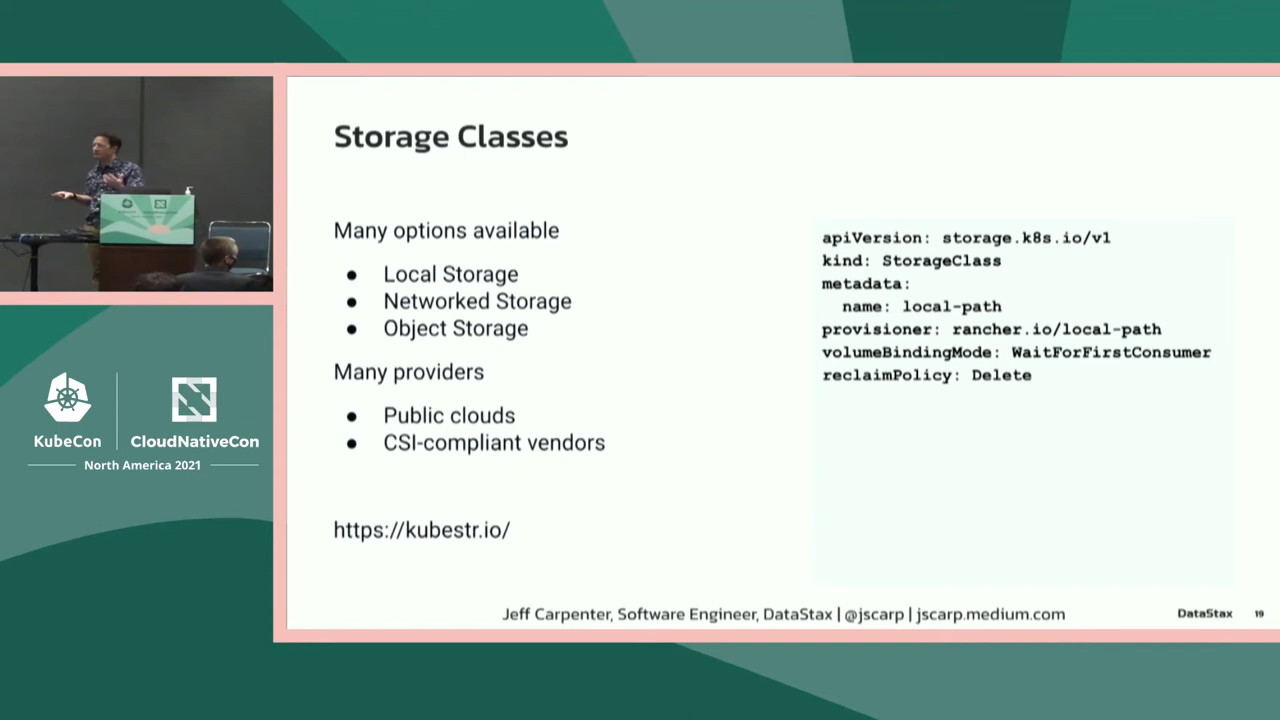 Storage Classes
Many options available
● Local Storage
● Networked Storage
● Object Storage
Many providers
● Public clouds
● CSI-compliant vendors
https://kubestr.io/
apiVersion: storage.k8s.io/v1
kind: StorageClass
metadata:
  name: local-path
provisioner: rancher.io/local-path
volumeBindingMode: WaitForFirstConsumer
reclaimPolicy: Delete
Jeff Carpenter, Software Engineer, DataStax | @jscarp | jscarp.medium.com
DataStax 19
KubeCon CloudNativeCon
North America 2021